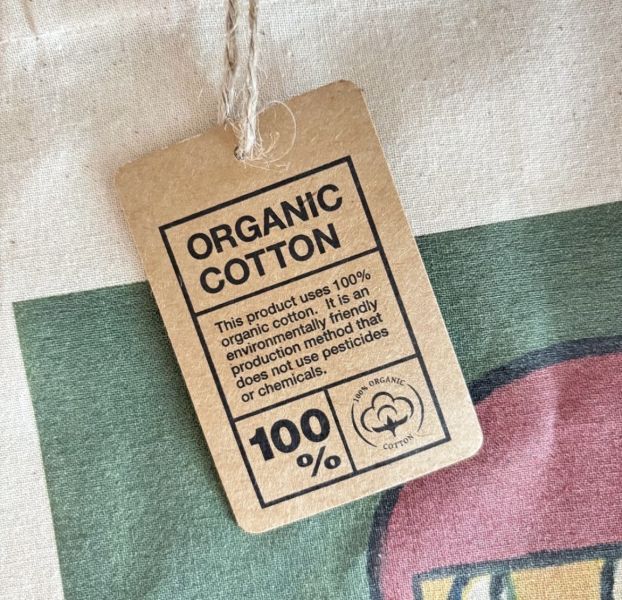 ORGANIC
COTTON
This product uses 100%
organic cotton. It is an
environmentally friendly
production method that
does not use pesticides
or chemicals.
100
%
100% ORGANIC
COTTON